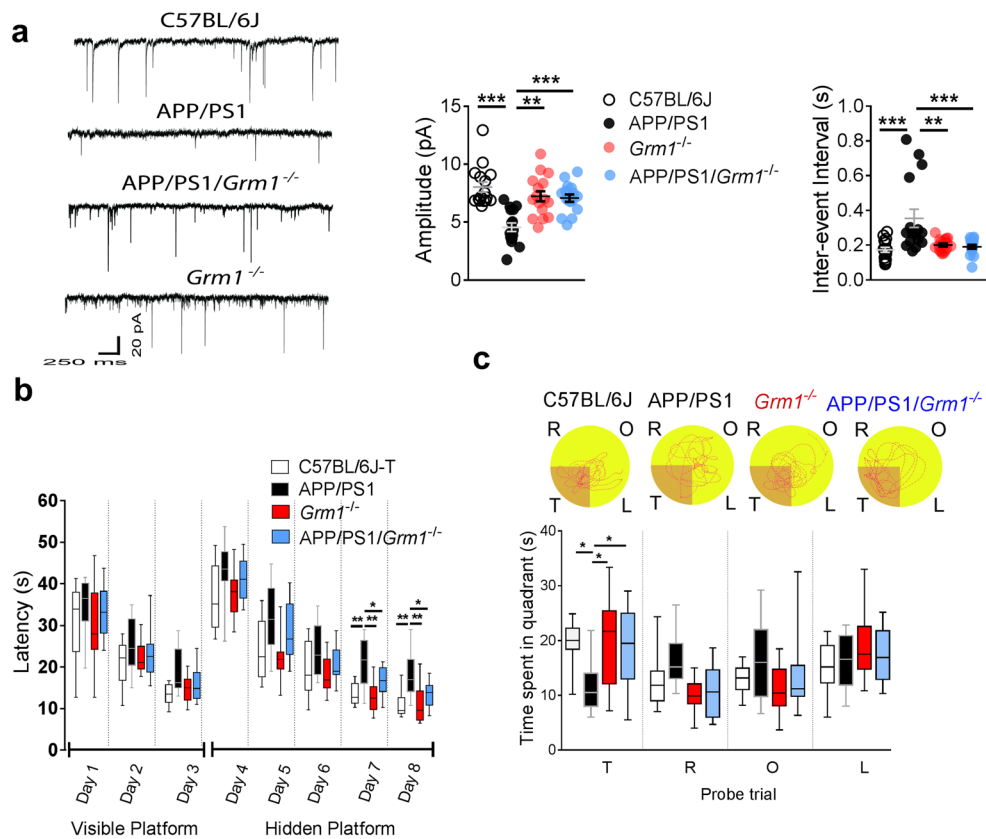 a
C57BL/6J
APP/PS1
APP/PS1/Grm1-/-
Grm1-/-
20 pA
250 ms
Amplitude (pA)
15
10
5
0
***
***
**
C57BL/6J
APP/PS1
Grm1-/-
APP/PS1/Grm1-/-
Inter-event Interval (s)
1.0
0.8
0.6
0.4
0.2
0.0
***
***
**
b
C57BL/6J-T
APP/PS1
Grm1-/-
APP/PS1/Grm1-/-
Latency (s)
60
50
40
30
20
10
0
** * **
** * **
Day 1 Day 2 Day 3 Day 4 Day 5 Day 6 Day 7 Day 8
Visible Platform Hidden Platform
c
C57BL/6J APP/PS1 Grm1-/- APP/PS1/Grm1-/-
R O R O R O R O
T L T L T L T L
Time spent in quadrant (s)
40
30
20
10
0
* * *
T R O L
Probe trial